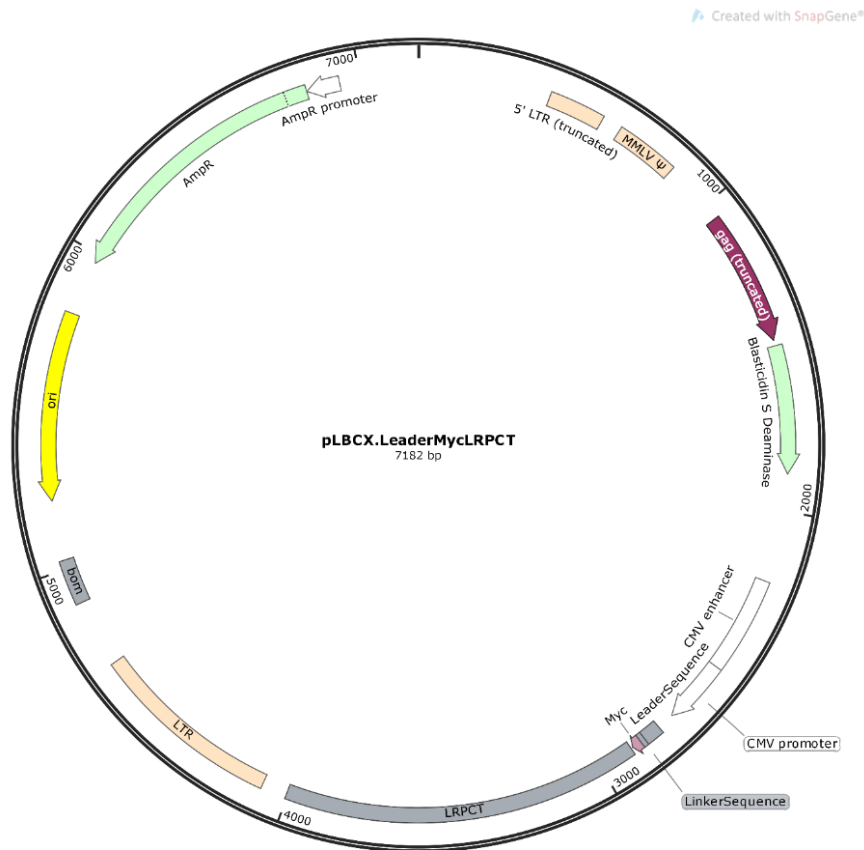 Created with SnapGene®
7000
AmpR promoter
5' LTR (truncated)
MMLV Ψ
1000
AmpR
6000
gag (truncated)
Blasticidin S Deaminase
ori
pLBCX.LeaderMycLRPCT
7182 bp
2000
bom
5000
CMV enhancer
LeaderSequence
Myc
CMV promoter
LTR
3000
LinkerSequence
LRPCT
4000